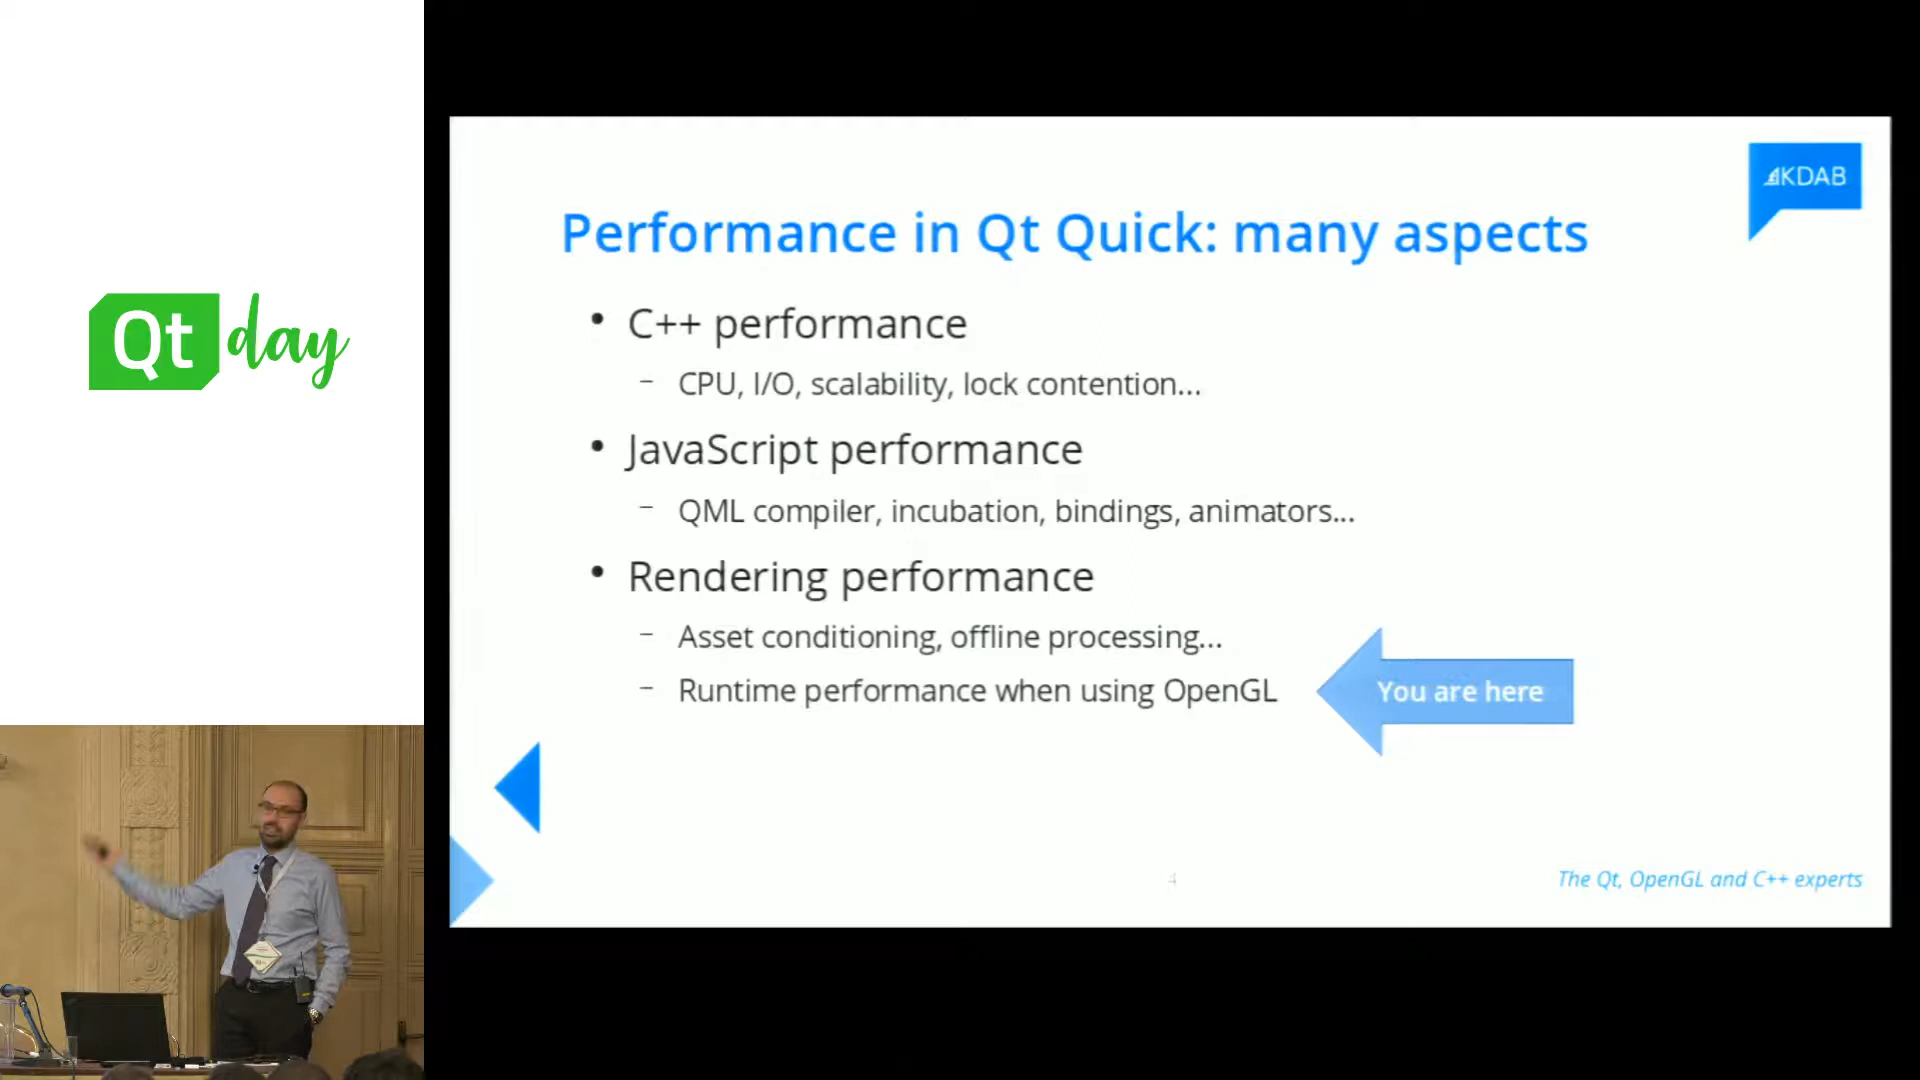 Qt day
KDAB
Performance in Qt Quick: many aspects
• C++ performance
– CPU, I/O, scalability, lock contention...
• JavaScript performance
– QML compiler, incubation, bindings, animators...
• Rendering performance
– Asset conditioning, offline processing...
– Runtime performance when using OpenGL
You are here
4
The Qt, OpenGL and C++ experts